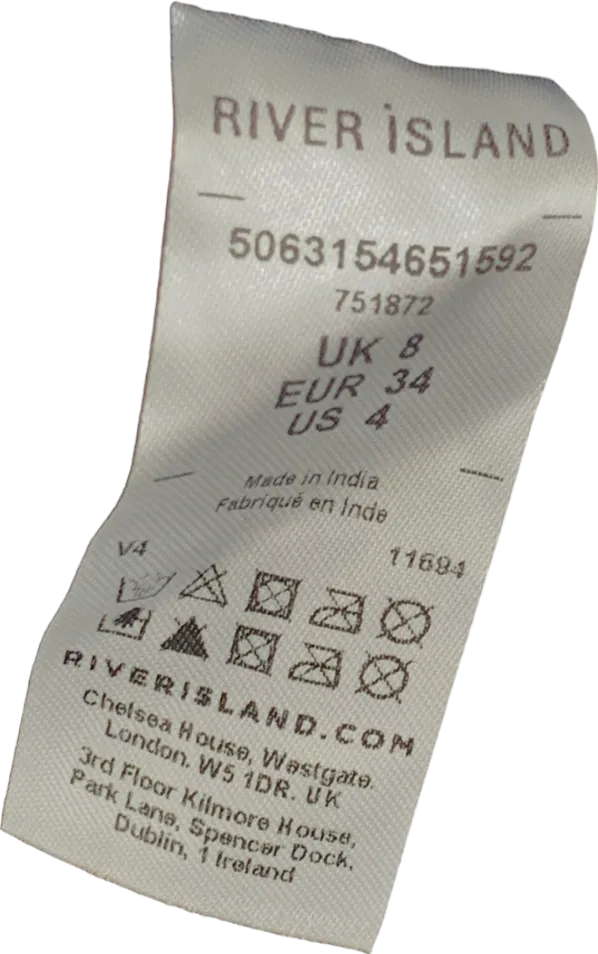 RIVER ISLAND
5063154651592
751872
UK 8
EUR 34
US 4
Made in India
Fabriqué en Inde
V4
11694
RIVERISLAND.COM
Chelsea House, Westgate.
London. W5 1DR. UK
3rd Floor Kilmore House,
Park Lane, Spencer Dock.
Dublin, 1 Ireland